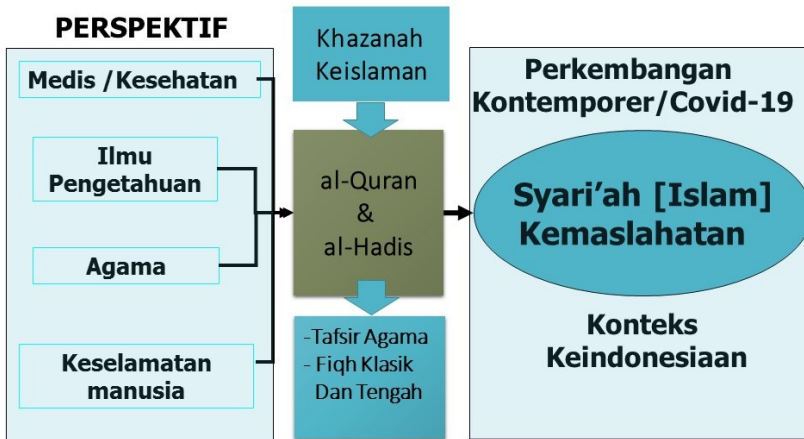 PERSPEKTIF
Medis /Kesehatan
Ilmu
Pengetahuan
Agama
Keselamatan
manusia
Khazanah
Keislaman
al-Quran
&
al-Hadis
-Tafsir Agama
- Fiqh Klasik
Dan Tengah
Perkembangan
Kontemporer/Covid-19
Syari’ah [Islam]
Kemaslahatan
Konteks
Keindonesiaan